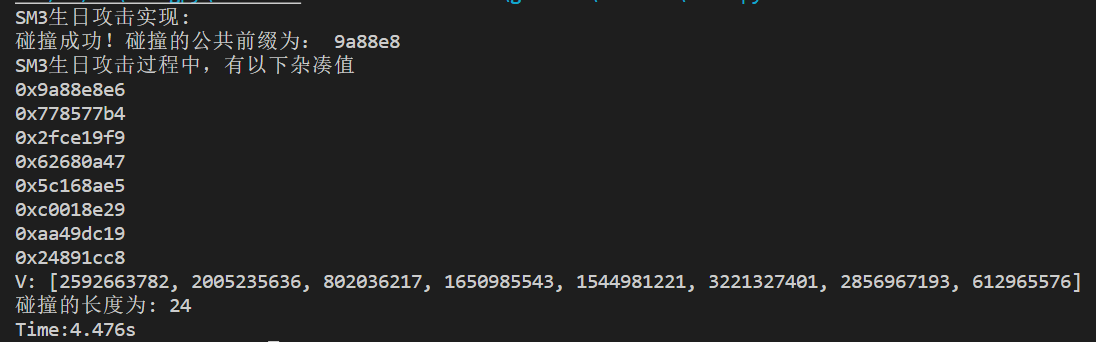 SM3生日攻击实现:
碰撞成功！碰撞的公共前缀为： 9a88e8
SM3生日攻击过程中，有以下杂凑值
0x9a88e8e6
0x778577b4
0x2fce19f9
0x62680a47
0x5c168ae5
0xc0018e29
0xaa49dc19
0x24891cc8
V: [2592663782, 2005235636, 802036217, 1650985543, 1544981221, 3221327401, 2856967193, 612965576]
碰撞的长度为: 24
Time:4.476s